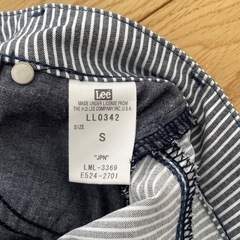 Lee
MADE UNDER LICENSE FROM
THE H.D LEE COMPANY INC.,U.S.A
LL0342
SIZE
S
"JPN"
LML-3369
E524-2701